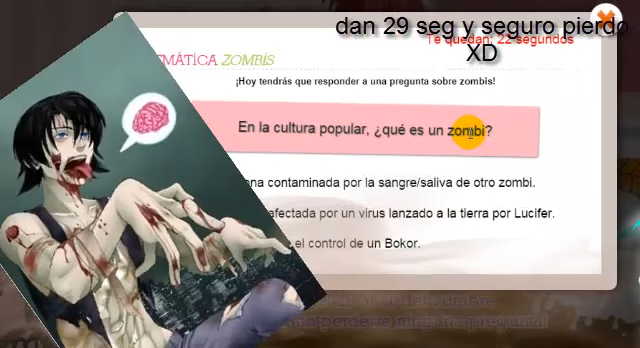 dan 29 seg y seguro pierdo
XD
Te quedan: 22 segundos
TEMÁTICA ZOMBIS
¡Hoy tendrás que responder a una pregunta sobre zombis!
En la cultura popular, ¿qué es un zombi?
contaminada por la sangre/saliva de otro zombi.
afectada por un virus lanzado a la tierra por Lucifer.
el control de un Bokor.